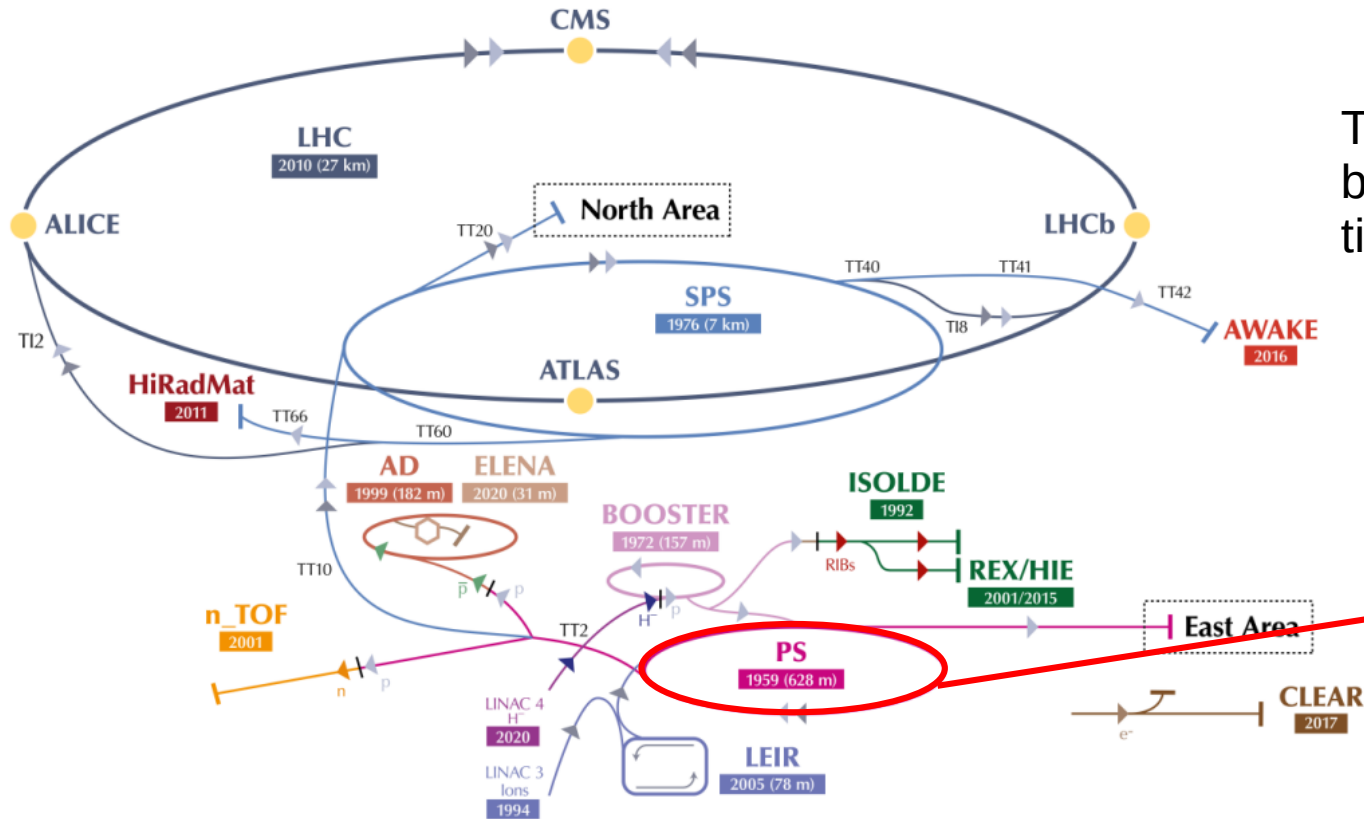 CMS
LHC
2010 (27 km)
T
b
ti
North Area
ALICE
LHCb
TT20
TT40
TT41
SPS
1976 (7 km)
TT42
TI8
TI2
AWAKE
2016
ATLAS
HiRadMat
2011
TT66
TT60
AD
1999 (182 m)
ELENA
2020 (31 m)
ISOLDE
1992
BOOSTER
1972 (157 m)
RIBs
REX/HIE
2001/2015
TT10
p̅
p
H⁻
p
n_TOF
2001
TT2
East Area
PS
1959 (628 m)
n
p
LINAC 4
H⁻
2020
CLEAR
2017
e⁻
LEIR
2005 (78 m)
LINAC 3
Ions
1994